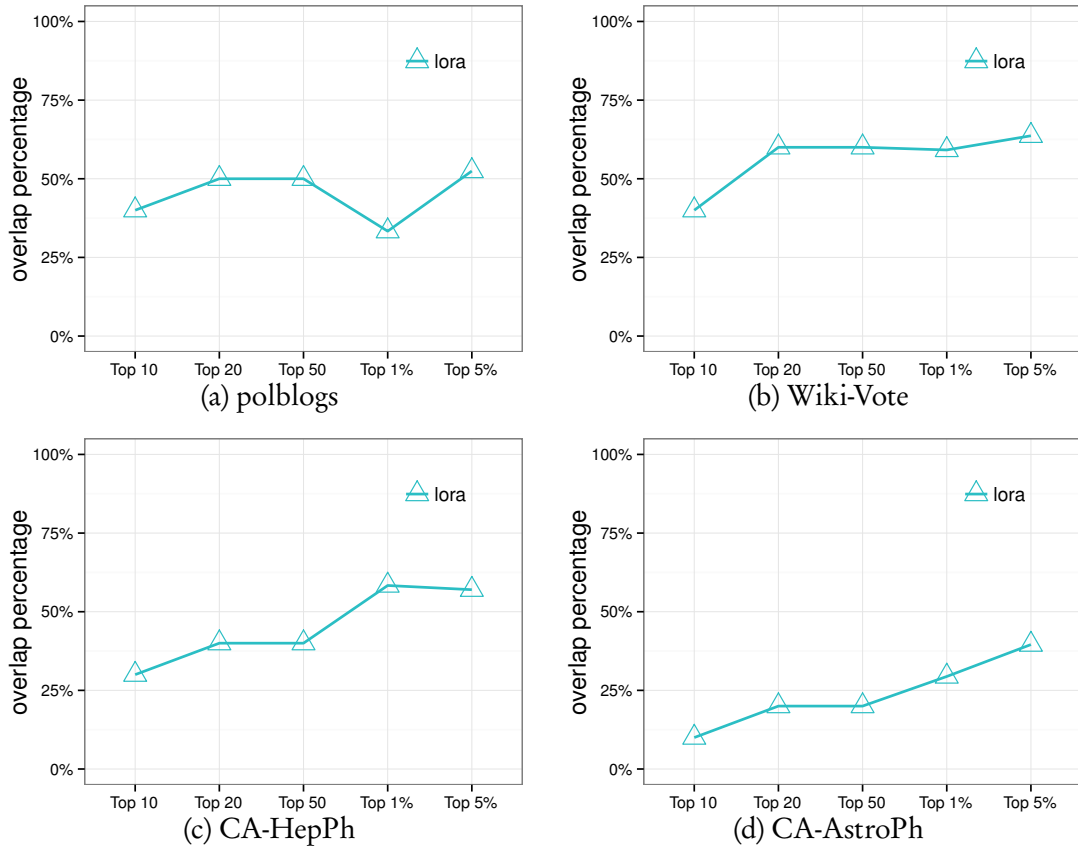 100%
75%
50%
25%
0%
overlap percentage
lora
Top 10 Top 20 Top 50 Top 1% Top 5%
(a) polblogs
100%
75%
50%
25%
0%
overlap percentage
lora
Top 10 Top 20 Top 50 Top 1% Top 5%
(b) Wiki-Vote
100%
75%
50%
25%
0%
overlap percentage
lora
Top 10 Top 20 Top 50 Top 1% Top 5%
(c) CA-HepPh
100%
75%
50%
25%
0%
overlap percentage
lora
Top 10 Top 20 Top 50 Top 1% Top 5%
(d) CA-AstroPh